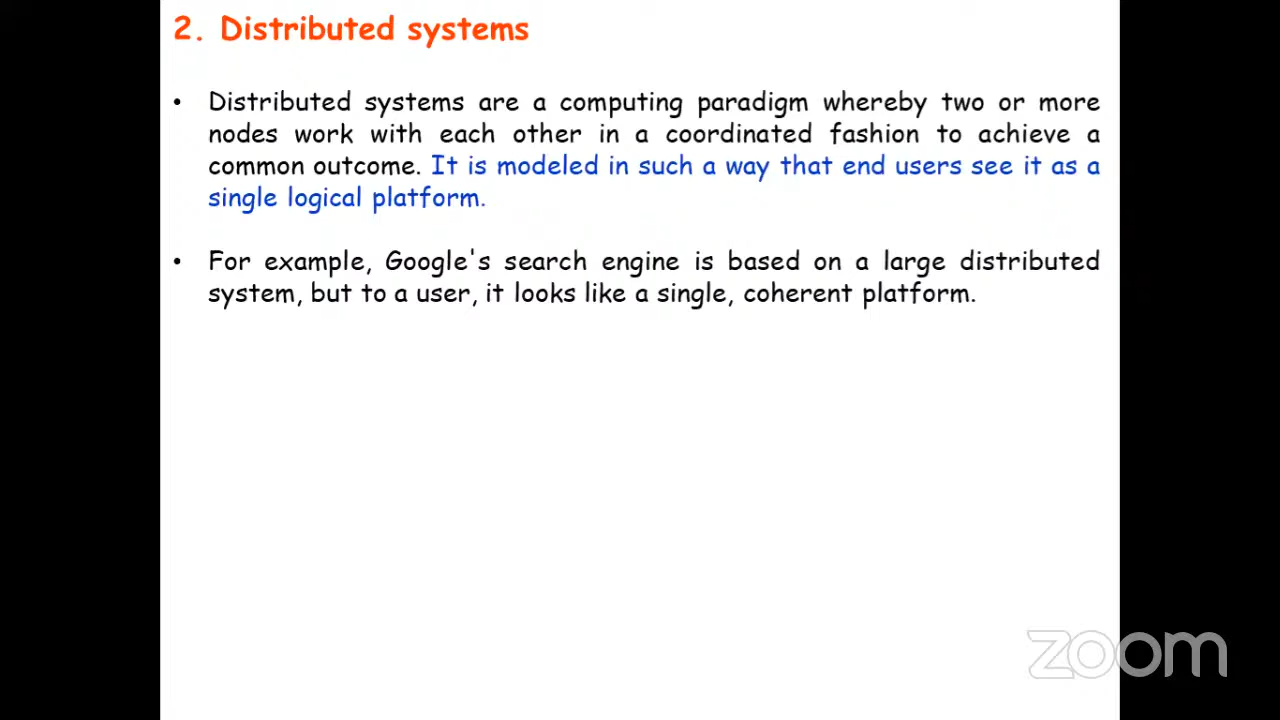 2. Distributed systems
• Distributed systems are a computing paradigm whereby two or more
nodes work with each other in a coordinated fashion to achieve a
common outcome. It is modeled in such a way that end users see it as a
single logical platform.
• For example, Google's search engine is based on a large distributed
system, but to a user, it looks like a single, coherent platform.
zoom